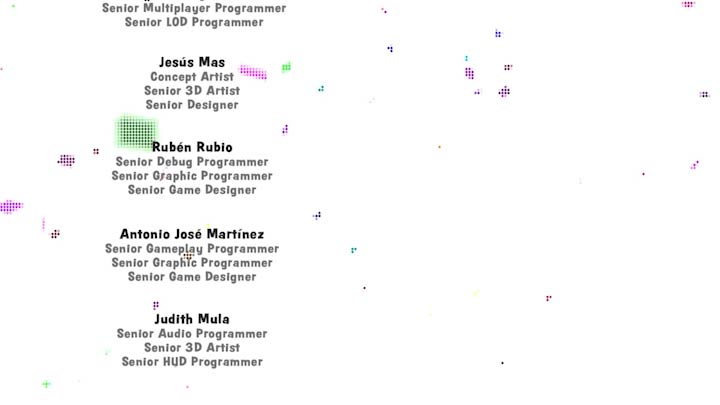 Senior Multiplayer Programmer
Senior LOD Programmer
Jesús Mas
Concept Artist
Senior 3D Artist
Senior Designer
Rubén Rubio
Senior Debug Programmer
Senior Graphic Programmer
Senior Game Designer
Antonio José Martínez
Senior Gameplay Programmer
Senior Graphic Programmer
Senior Game Designer
Judith Mula
Senior Audio Programmer
Senior 3D Artist
Senior HUD Programmer